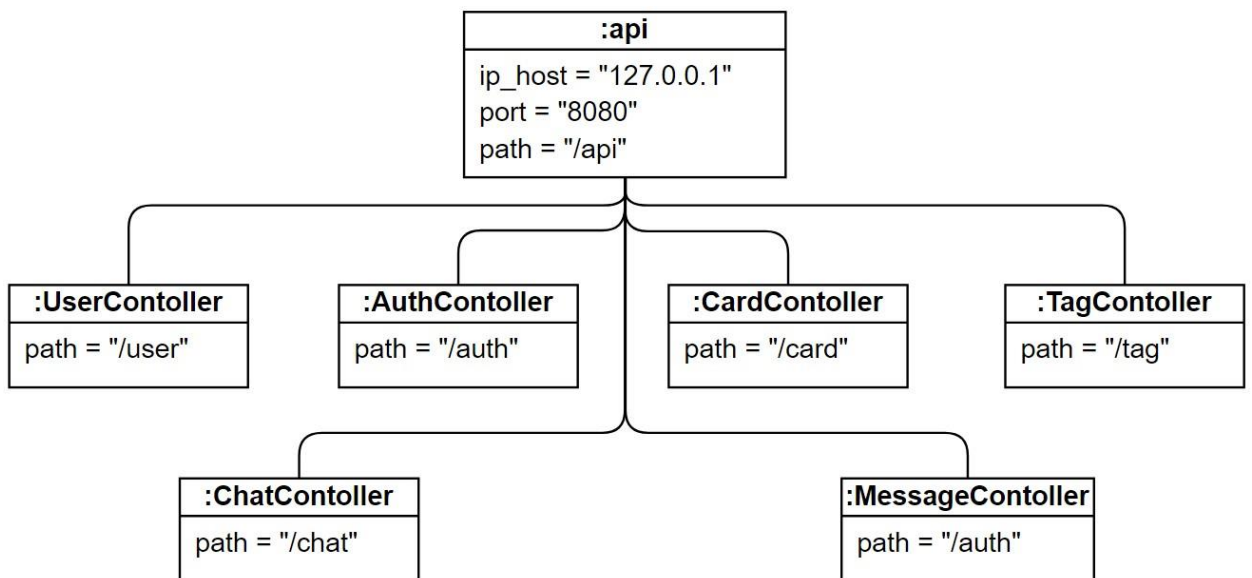 :api
ip_host = "127.0.0.1"
port = "8080"
path = "/api"
:UserContoller
path = "/user"
:AuthContoller
path = "/auth"
:CardContoller
path = "/card"
:TagContoller
path = "/tag"
:ChatContoller
path = "/chat"
:MessageContoller
path = "/auth"